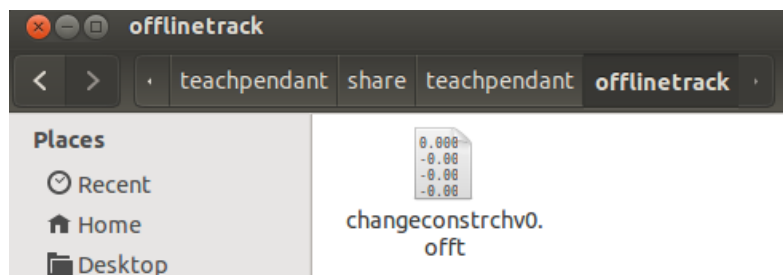 offlinetrack
teachpendant share teachpendant offlinetrack
Places
Recent
Home
Desktop
0.000
-0.00
-0.00
-0.00
changeconstrchv0.
offt